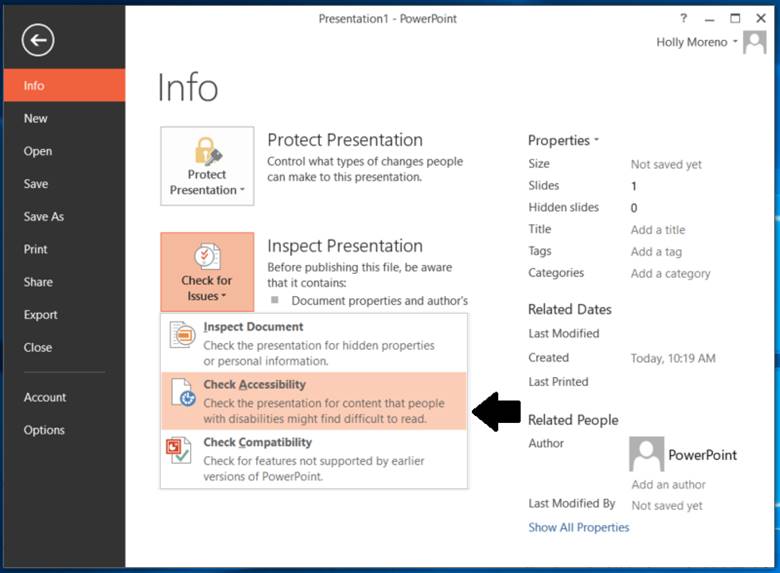 Presentation1 - PowerPoint
?
Holly Moreno
Info
New
Open
Save
Save As
Print
Share
Export
Close
Account
Options
Info
Protect
Presentation
Protect Presentation
Control what types of changes people
can make to this presentation.
Check for
Issues
Inspect Presentation
Before publishing this file, be aware
that it contains:
Document properties and author's
Inspect Document
Check the presentation for hidden properties
or personal information.
Check Accessibility
Check the presentation for content that people
with disabilities might find difficult to read.
Check Compatibility
Check for features not supported by earlier
versions of PowerPoint.
Properties
Size Not saved yet
Slides 1
Hidden slides 0
Title Add a title
Tags Add a tag
Categories Add a category
Related Dates
Last Modified
Created Today, 10:19 AM
Last Printed
Related People
Author PowerPoint
Add an author
Last Modified By Not saved yet
Show All Properties